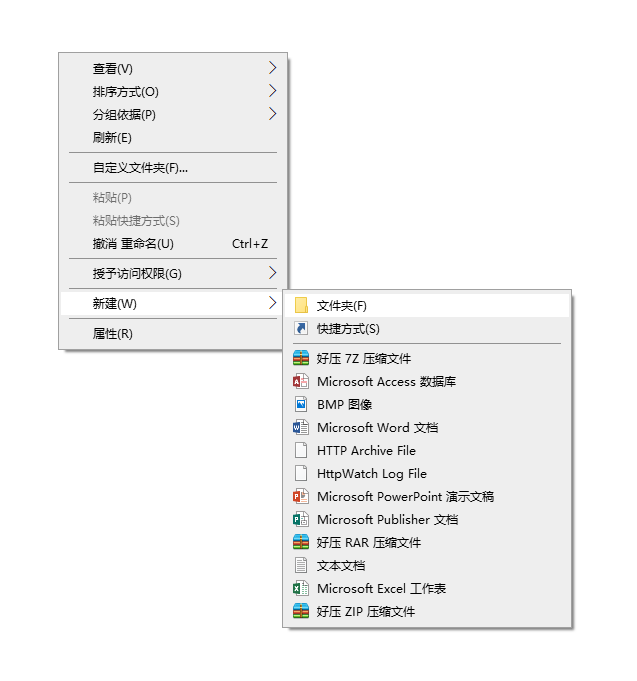 查看(V)
排序方式(O)
分组依据(P)
刷新(E)
自定义文件夹(F)...
粘贴(P)
粘贴快捷方式(S)
撤消 重命名(U) Ctrl+Z
授予访问权限(G)
新建(W)
属性(R)
文件夹(F)
快捷方式(S)
好压 7Z 压缩文件
Microsoft Access 数据库
BMP 图像
Microsoft Word 文档
HTTP Archive File
HttpWatch Log File
Microsoft PowerPoint 演示文稿
Microsoft Publisher 文档
好压 RAR 压缩文件
文本文档
Microsoft Excel 工作表
好压 ZIP 压缩文件